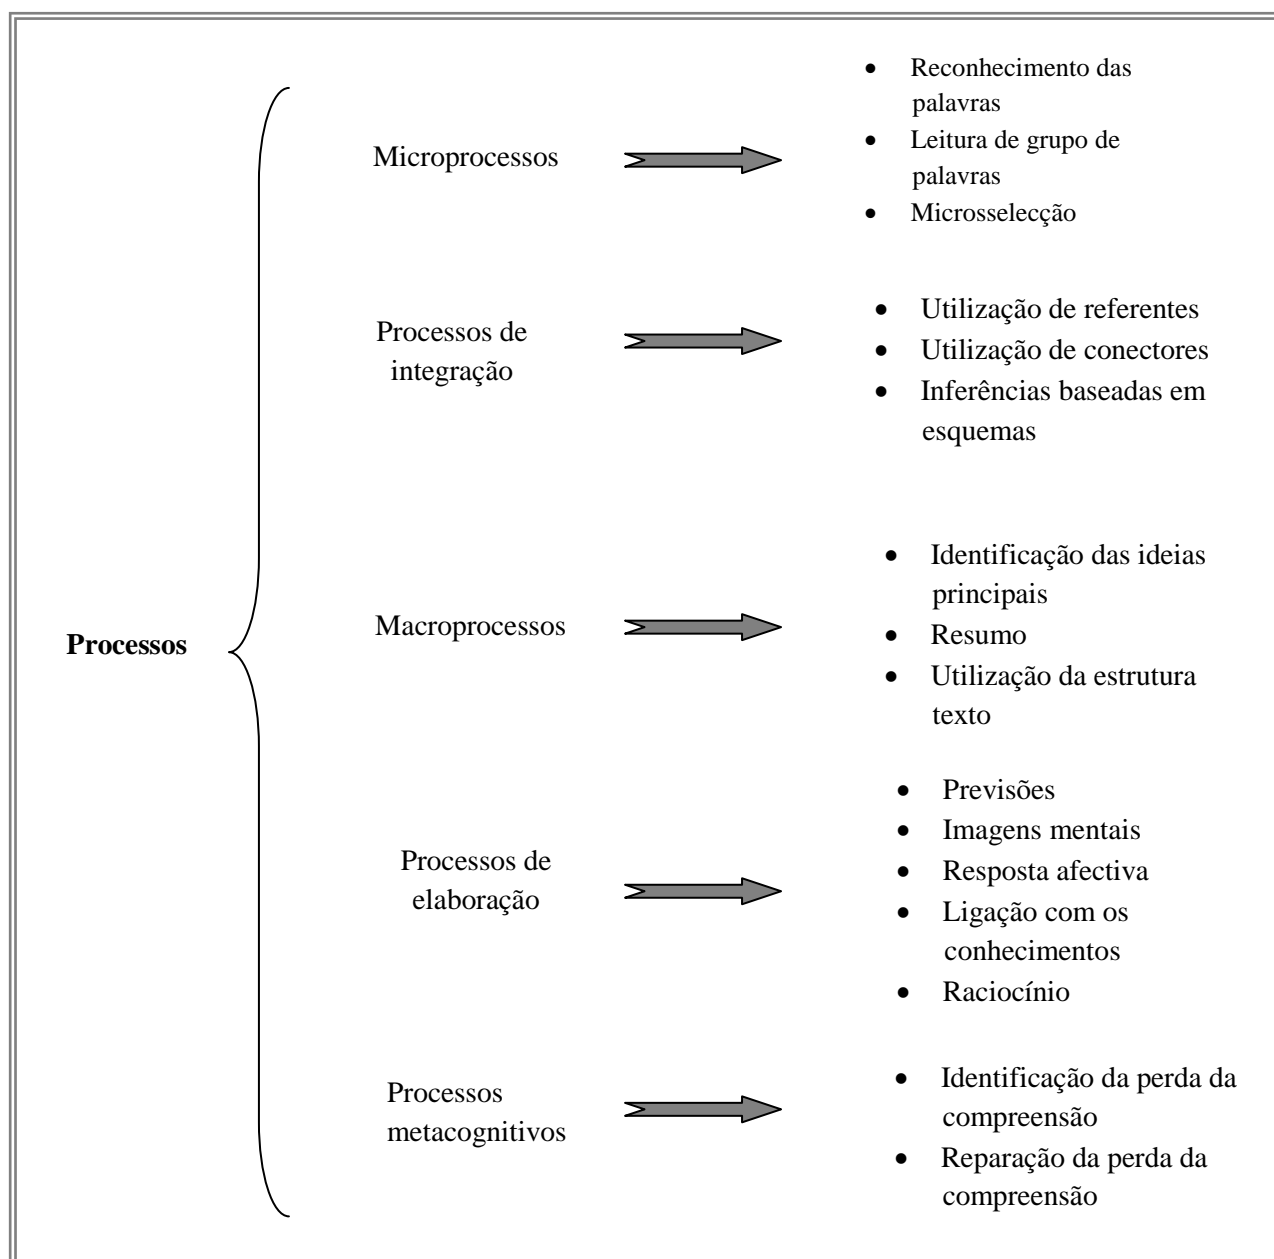 Processos
Microprocessos
• Reconhecimento das
palavras
• Leitura de grupo de
palavras
• Microsselecção
Processos de
integração
• Utilização de referentes
• Utilização de conectores
• Inferências baseadas em
esquemas
Macroprocessos
• Identificação das ideias
principais
• Resumo
• Utilização da estrutura
texto
Processos de
elaboração
• Previsões
• Imagens mentais
• Resposta afectiva
• Ligação com os
conhecimentos
• Raciocínio
Processos
metacognitivos
• Identificação da perda da
compreensão
• Reparação da perda da
compreensão